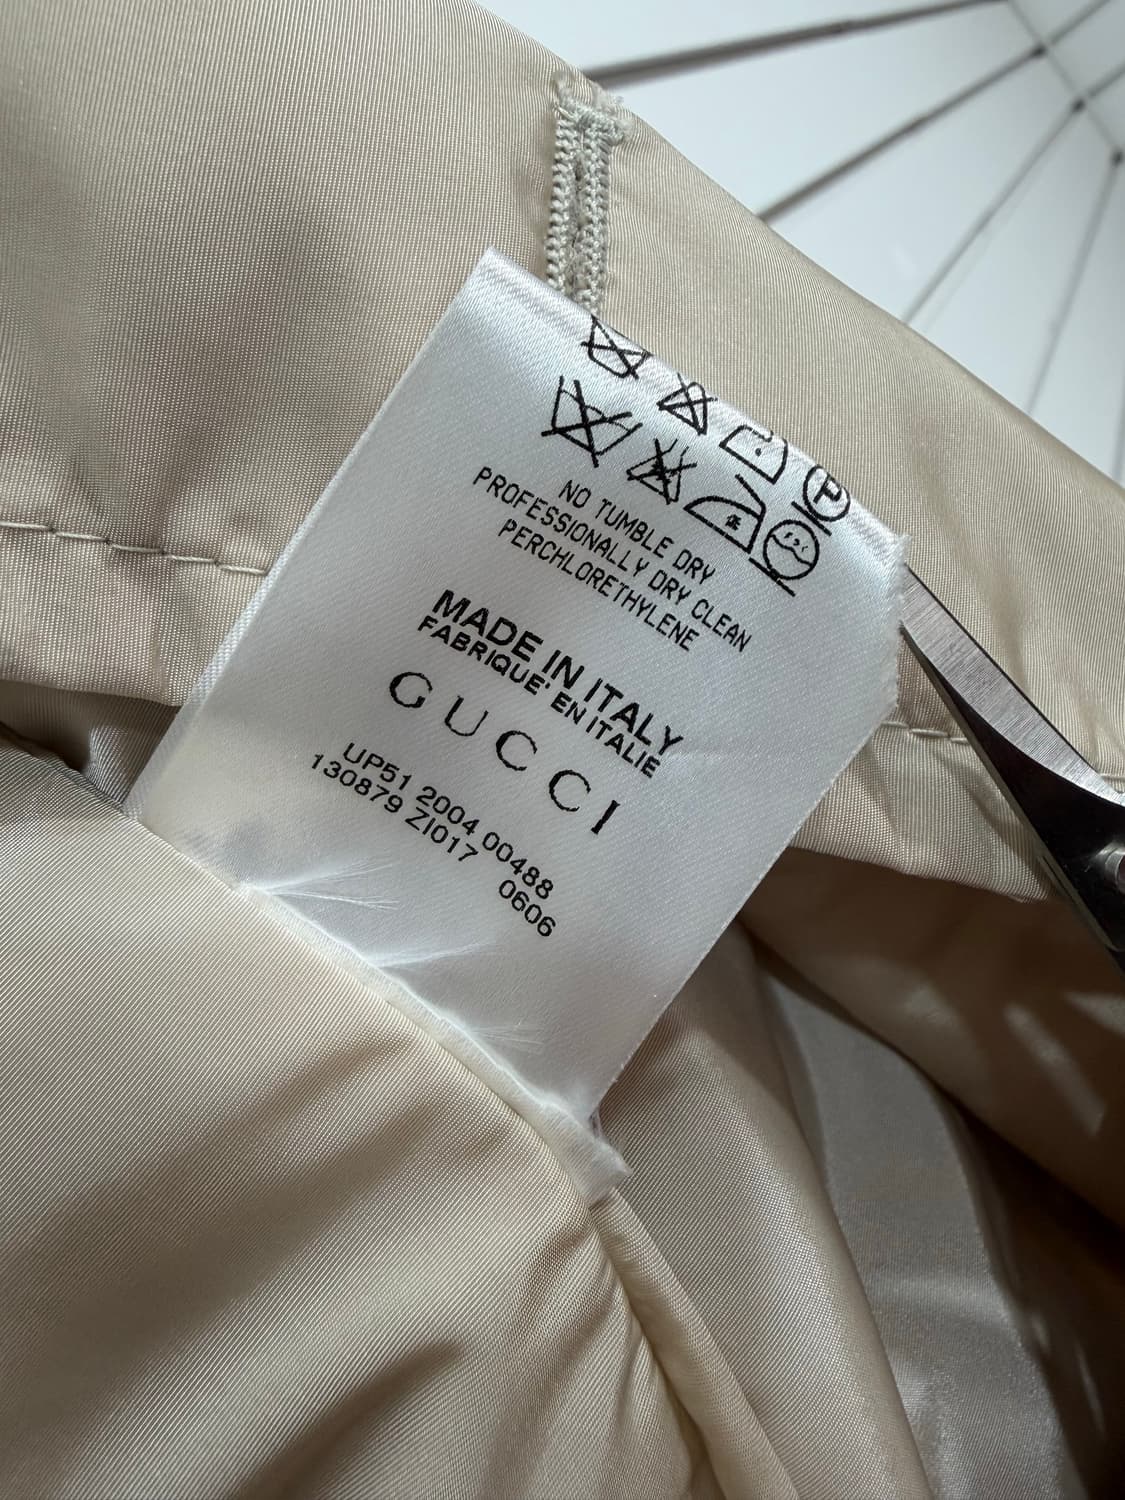 P
NO TUMBLE DRY
PROFESSIONALLY DRY CLEAN
PERCHLORETHYLENE
MADE IN ITALY
FABRIQUE' EN ITALIE
GUCCI
UP51 2004 00488
130879 ZI017 0606